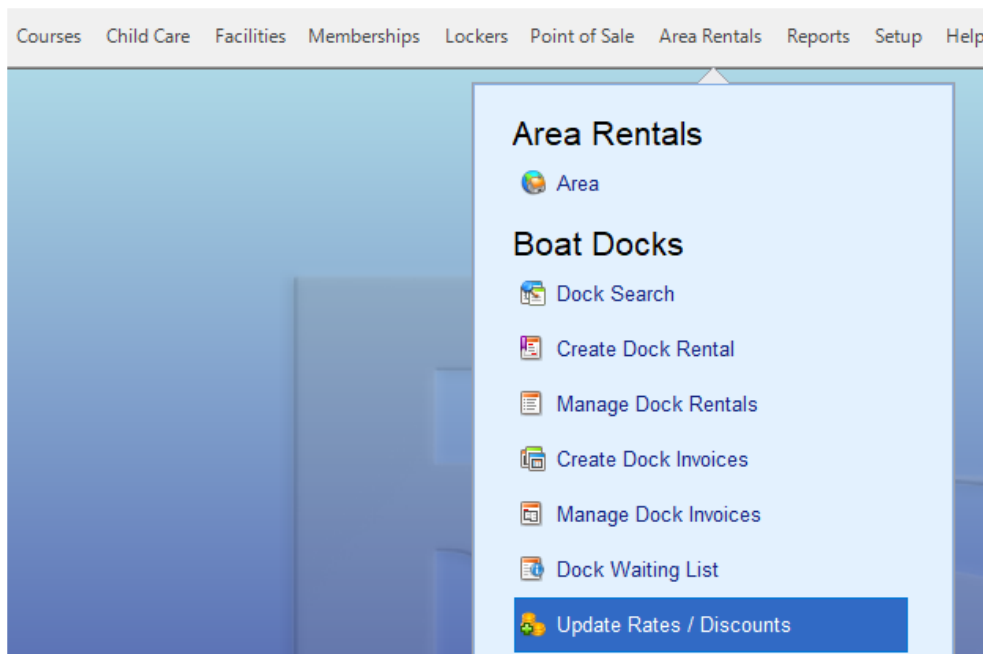 Courses Child Care Facilities Memberships Lockers Point of Sale Area Rentals Reports Setup Help
Area Rentals
Area
Boat Docks
Dock Search
Create Dock Rental
Manage Dock Rentals
Create Dock Invoices
Manage Dock Invoices
Dock Waiting List
Update Rates / Discounts